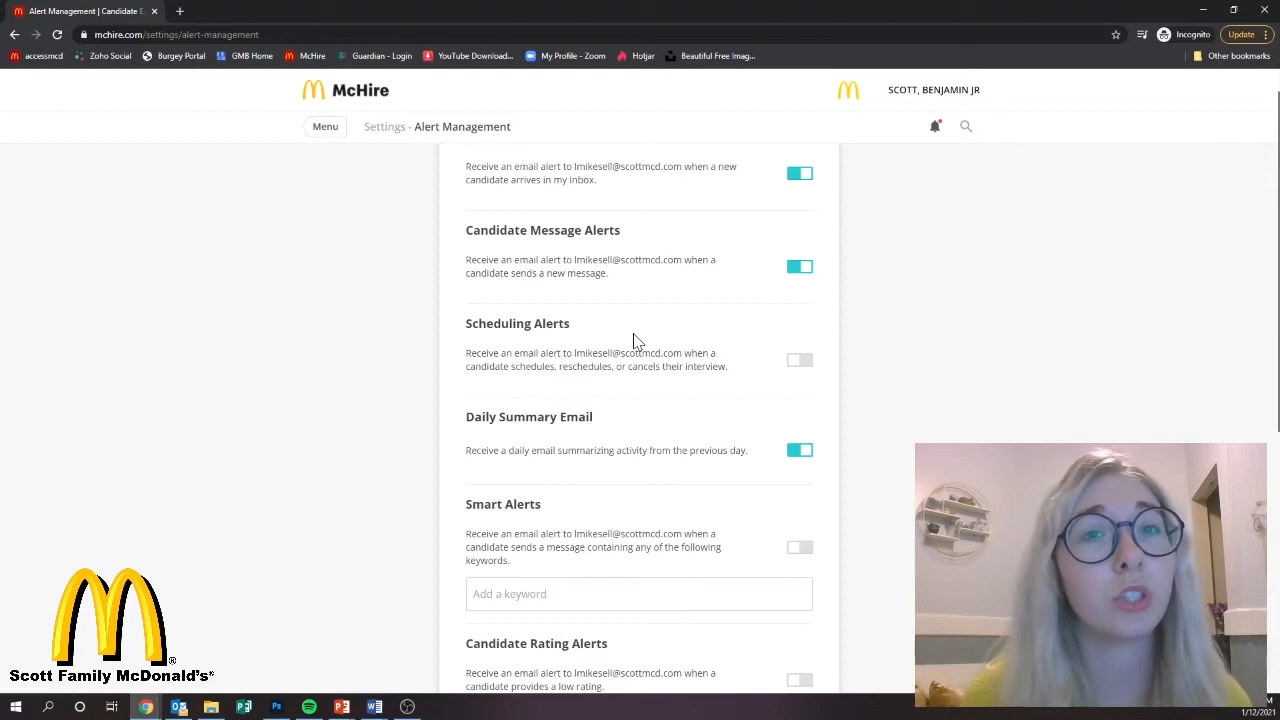 Alert Management | Candidate E
mchire.com/settings/alert-management
Incognito
Update
accessmcd
Zoho Social
Burgey Portal
GMB Home
McHire
Guardian - Login
YouTube Download...
My Profile - Zoom
Hotjar
Beautiful Free Imag...
Other bookmarks
McHire
SCOTT, BENJAMIN JR
Menu
Settings - Alert Management
Receive an email alert to lmikesell@scottmcd.com when a new
candidate arrives in my Inbox.
Candidate Message Alerts
Receive an email alert to lmikesell@scottmcd.com when a
candidate sends a new message.
Scheduling Alerts
Receive an email alert to lmikesell@scottmcd.com when a
candidate schedules, reschedules, or cancels their interview.
Daily Summary Email
Receive a daily email summarizing activity from the previous day.
Smart Alerts
Receive an email alert to lmikesell@scottmcd.com when a
candidate sends a message containing any of the following
keywords.
Add a keyword
Candidate Rating Alerts
Receive an email alert to lmikesell@scottmcd.com when a
candidate provides a low rating.
Scott Family McDonald's®
1/12/2021